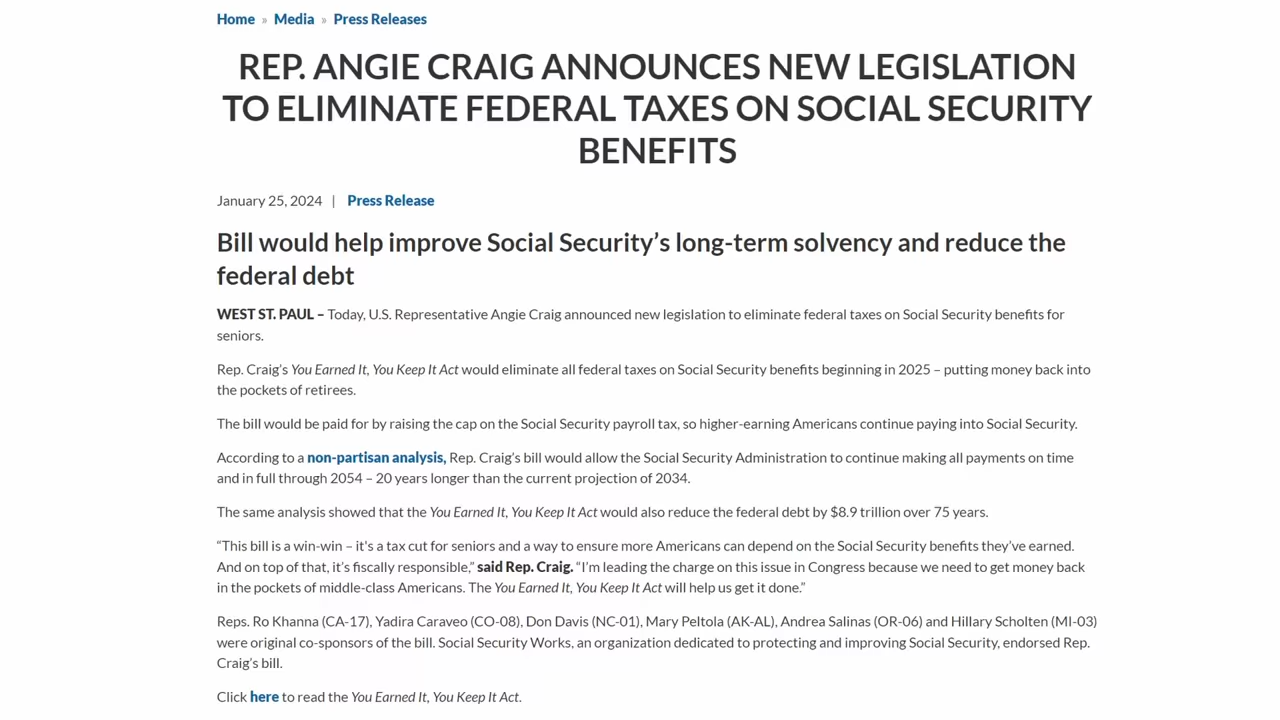 Home » Media » Press Releases
REP. ANGIE CRAIG ANNOUNCES NEW LEGISLATION
TO ELIMINATE FEDERAL TAXES ON SOCIAL SECURITY
BENEFITS
January 25, 2024 | Press Release
Bill would help improve Social Security’s long-term solvency and reduce the
federal debt
WEST ST. PAUL – Today, U.S. Representative Angie Craig announced new legislation to eliminate federal taxes on Social Security benefits for
seniors.
Rep. Craig’s You Earned It, You Keep It Act would eliminate all federal taxes on Social Security benefits beginning in 2025 – putting money back into
the pockets of retirees.
The bill would be paid for by raising the cap on the Social Security payroll tax, so higher-earning Americans continue paying into Social Security.
According to a non-partisan analysis, Rep. Craig’s bill would allow the Social Security Administration to continue making all payments on time
and in full through 2054 – 20 years longer than the current projection of 2034.
The same analysis showed that the You Earned It, You Keep It Act would also reduce the federal debt by $8.9 trillion over 75 years.
“This bill is a win-win – it's a tax cut for seniors and a way to ensure more Americans can depend on the Social Security benefits they’ve earned.
And on top of that, it’s fiscally responsible,” said Rep. Craig. “I’m leading the charge on this issue in Congress because we need to get money back
in the pockets of middle-class Americans. The You Earned It, You Keep It Act will help us get it done.”
Reps. Ro Khanna (CA-17), Yadira Caraveo (CO-08), Don Davis (NC-01), Mary Peltola (AK-AL), Andrea Salinas (OR-06) and Hillary Scholten (MI-03)
were original co-sponsors of the bill. Social Security Works, an organization dedicated to protecting and improving Social Security, endorsed Rep.
Craig’s bill.
Click here to read the You Earned It, You Keep It Act.